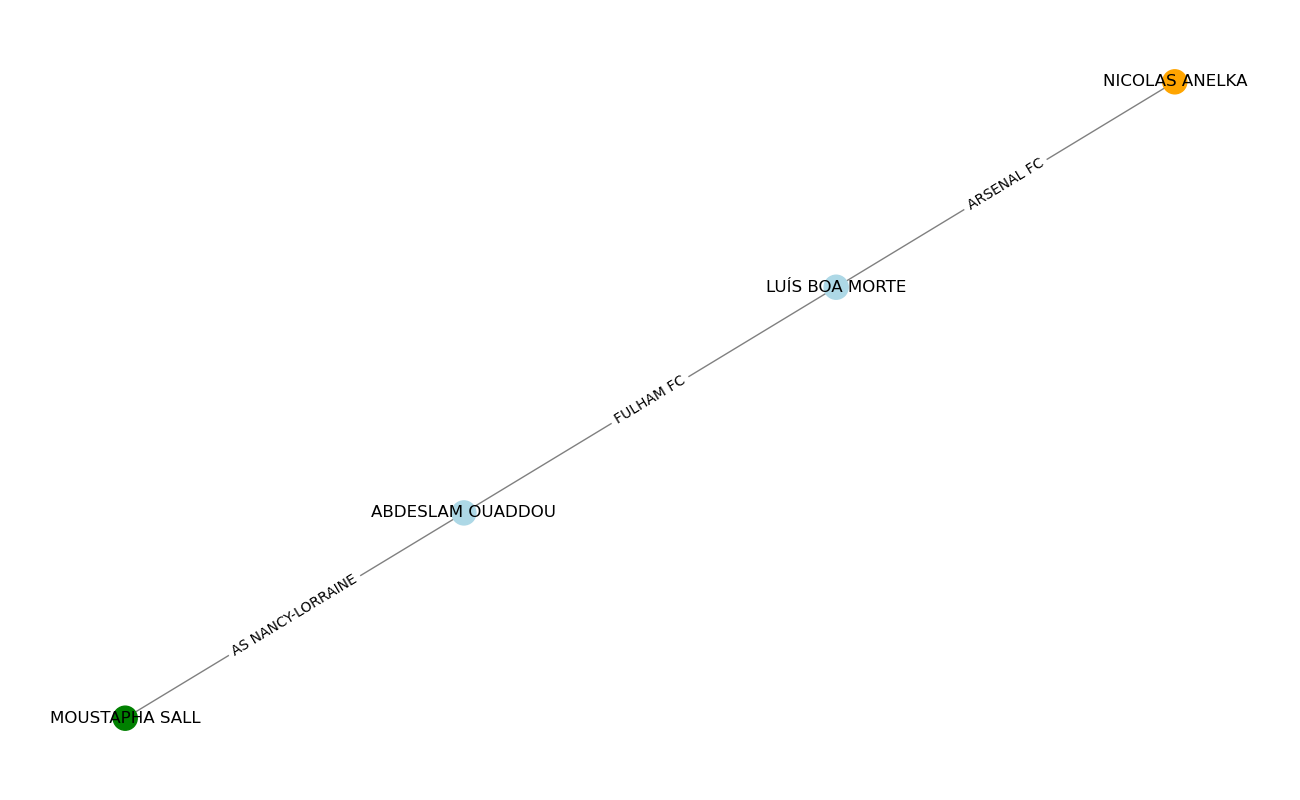 NICOLAS ANELKA
ARSENAL FC
LUÍS BOA MORTE
FULHAM FC
ABDESLAM OUADDOU
AS NANCY-LORRAINE
MOUSTAPHA SALL